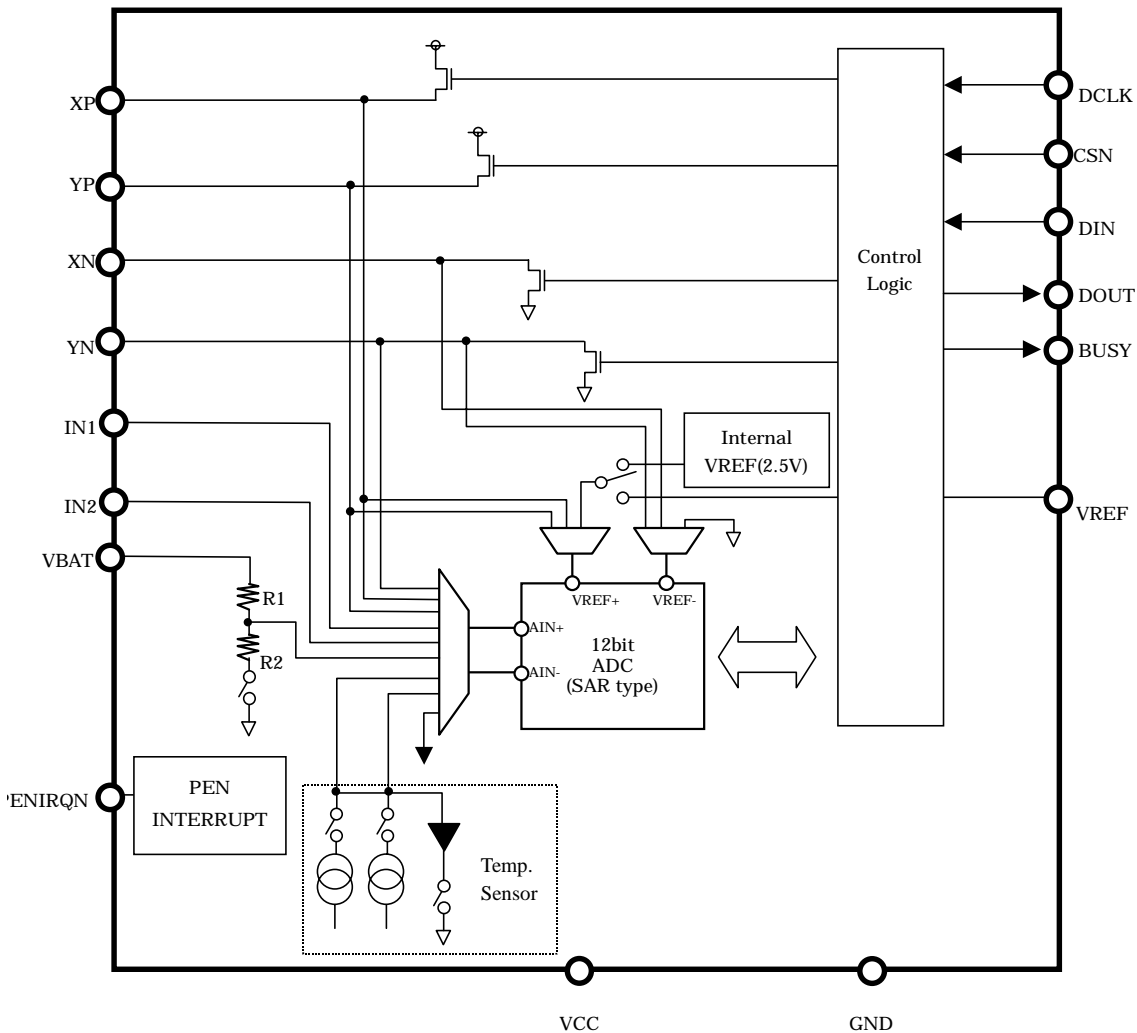 XP
DCLK
CSN
YP
DIN
XN
Control
Logic
DOUT
YN
BUSY
IN1
Internal
VREF(2.5V)
IN2
VREF
VBAT
R1
R2
VREF+
VREF-
AIN+
AIN-
12bit
ADC
(SAR type)
PENIRQN
PEN
INTERRUPT
Temp.
Sensor
VCC
GND